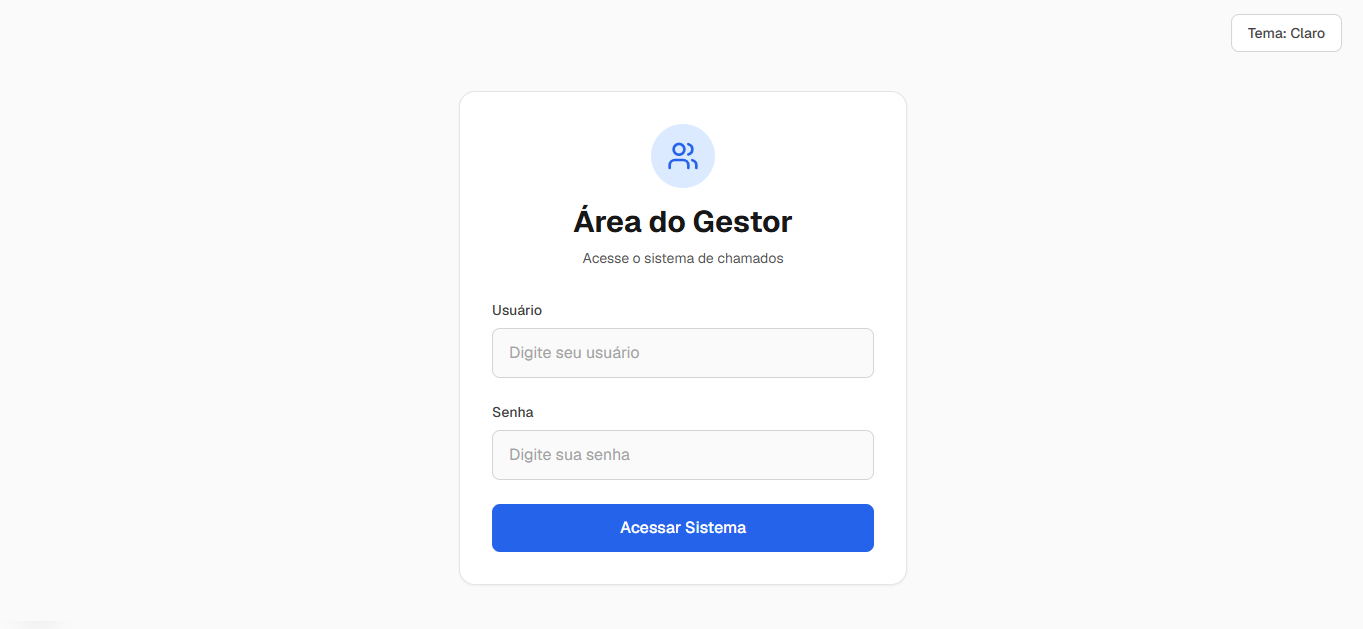 Tema: Claro
Área do Gestor
Acesse o sistema de chamados
Usuário
Digite seu usuário
Senha
Digite sua senha
Acessar Sistema